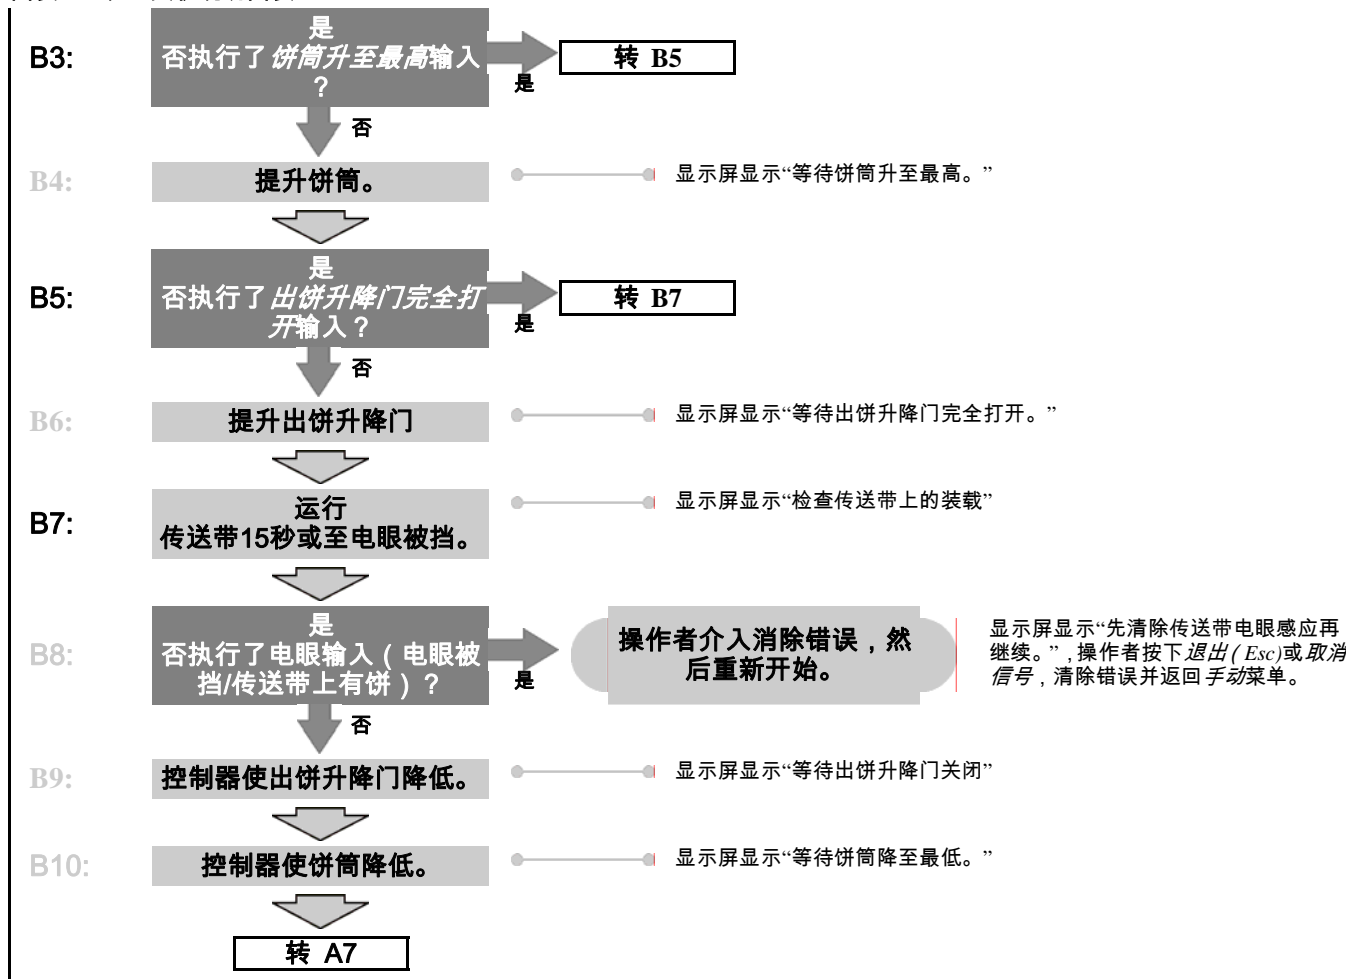 B3:
是
否执行了饼筒升至最高输入
？
是
转 B5
否
B4:
提升饼筒。
显示屏显示“等待饼筒升至最高。”
B5:
是
否执行了出饼升降门完全打
开输入？
是
转 B7
否
B6:
提升出饼升降门
显示屏显示“等待出饼升降门完全打开。”
B7:
运行
传送带15秒或至电眼被挡。
显示屏显示“检查传送带上的装载”
B8:
是
否执行了电眼输入（电眼被
挡/传送带上有饼）？
是
操作者介入消除错误，然
后重新开始。
显示屏显示“先清除传送带电眼感应再
继续。”，操作者按下退出（Esc)或取消
信号，清除错误并返回手动菜单。
否
B9:
控制器使出饼升降门降低。
显示屏显示“等待出饼升降门关闭”
B10:
控制器使饼筒降低。
显示屏显示“等待饼筒降至最低。”
转 A7